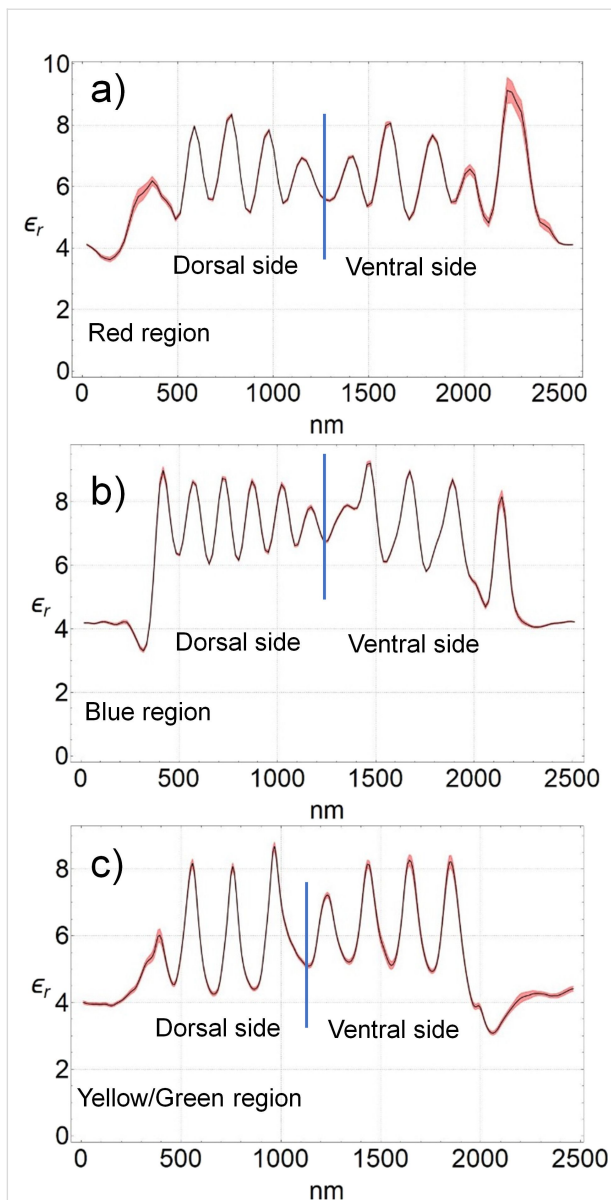 a)
10
8
6
4
2
0
ϵr
Dorsal side
Ventral side
Red region
0
500
1000
1500
2000
2500
nm
b)
8
6
4
2
0
ϵr
Dorsal side
Ventral side
Blue region
0
500
1000
1500
2000
2500
nm
c)
8
6
4
2
0
ϵr
Dorsal side
Ventral side
Yellow/Green region
0
500
1000
1500
2000
2500
nm